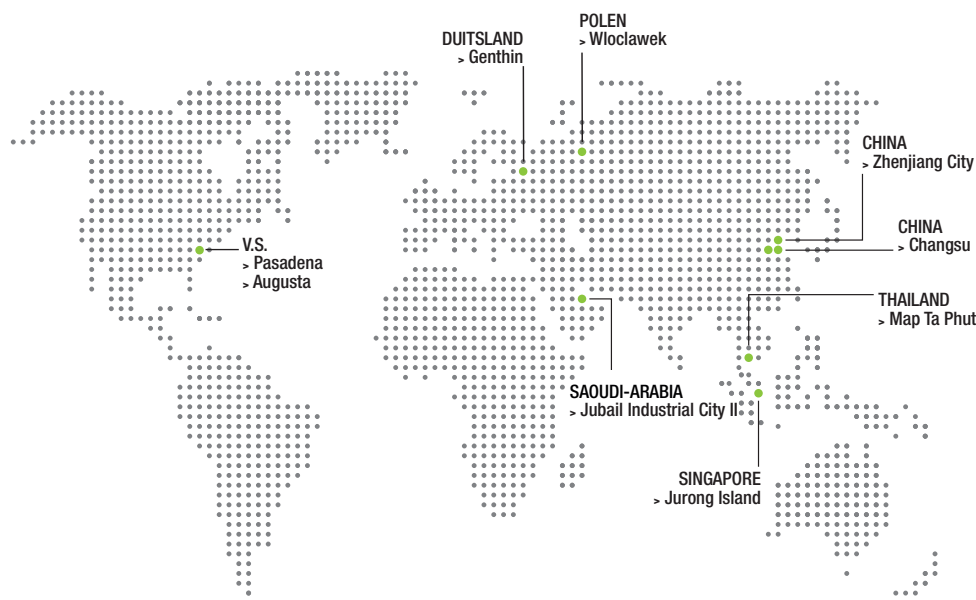 POLEN
> Wloclawek
DUITSLAND
> Genthin
CHINA
> Zhenjiang City
CHINA
> Changsu
V.S.
> Pasadena
> Augusta
THAILAND
> Map Ta Phut
SAOUDI-ARABIA
> Jubail Industrial City II
SINGAPORE
> Jurong Island